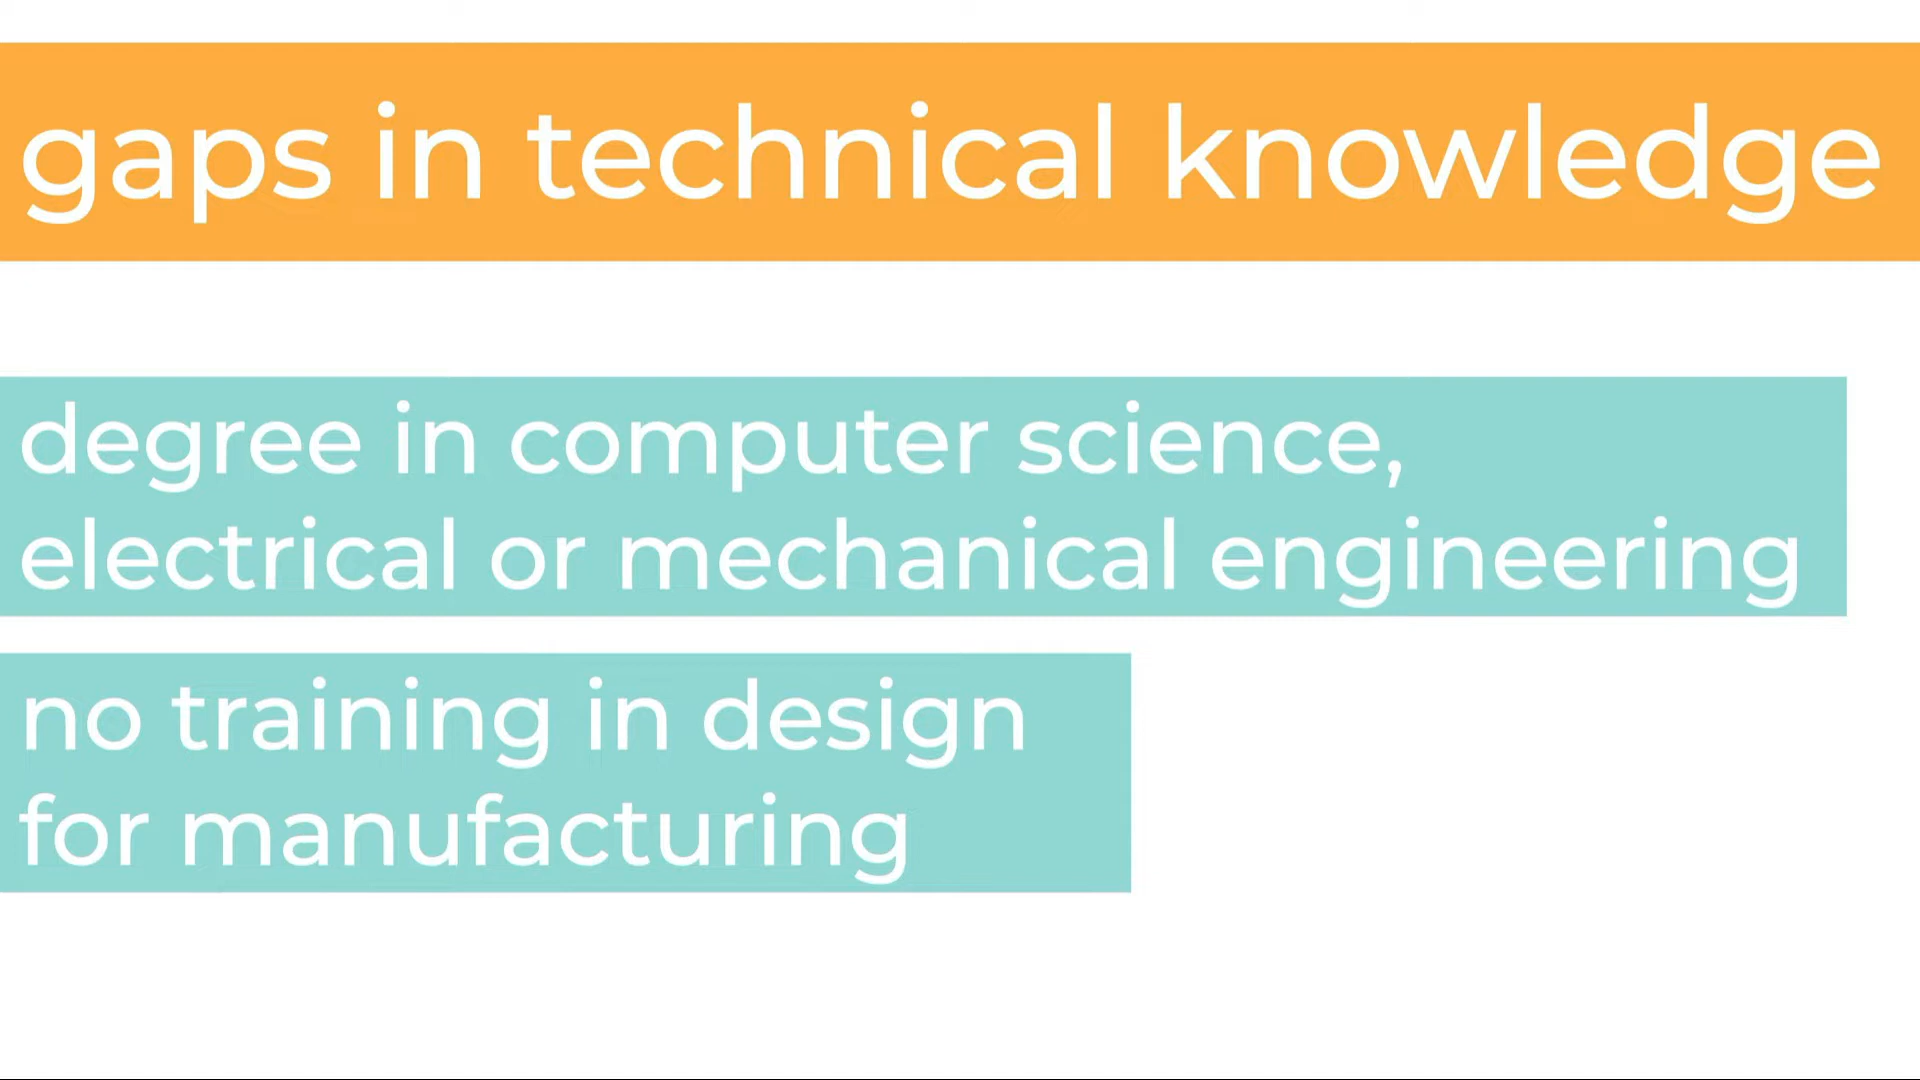 gaps in technical knowledge
degree in computer science,
electrical or mechanical engineering
no training in design
for manufacturing